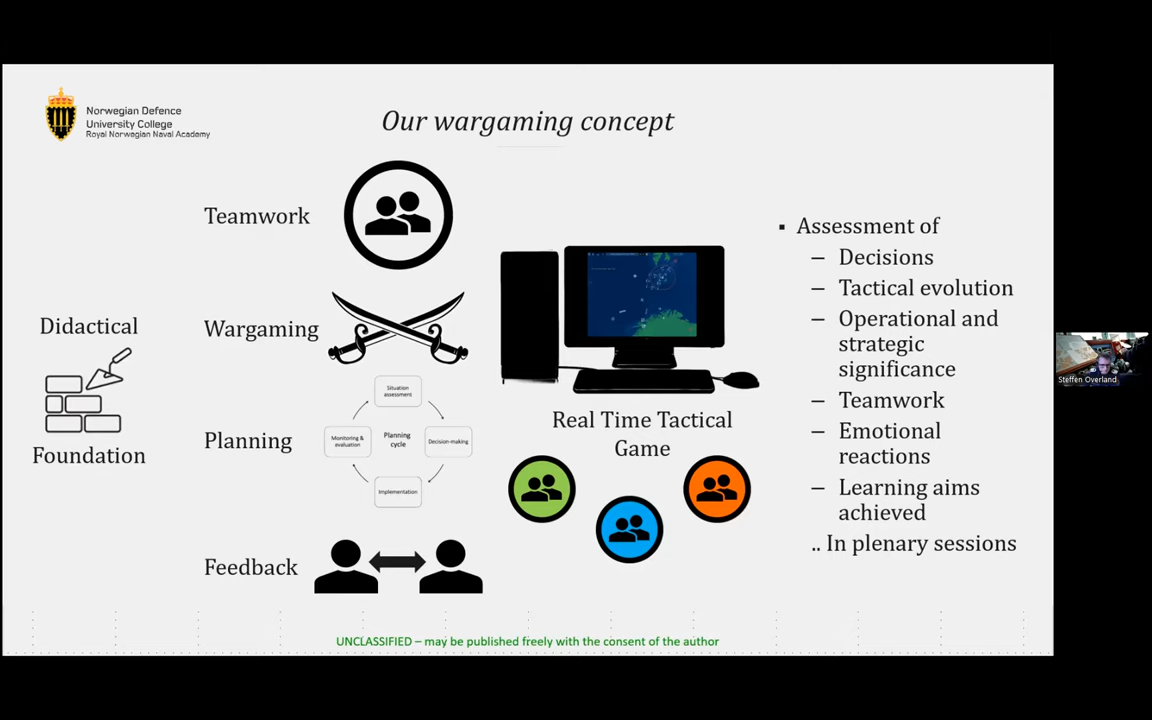 Norwegian Defence
University College
Royal Norwegian Naval Academy
Our wargaming concept
Didactical
Foundation
Teamwork
Wargaming
Planning
Situation
assessment
Monitoring &
evaluation
Planning
cycle
Decision-making
Implementation
Feedback
Real Time Tactical
Game
▪ Assessment of
– Decisions
– Tactical evolution
– Operational and
strategic
significance
– Teamwork
– Emotional
reactions
– Learning aims
achieved
.. In plenary sessions
UNCLASSIFIED – may be published freely with the consent of the author
Steffen Overland